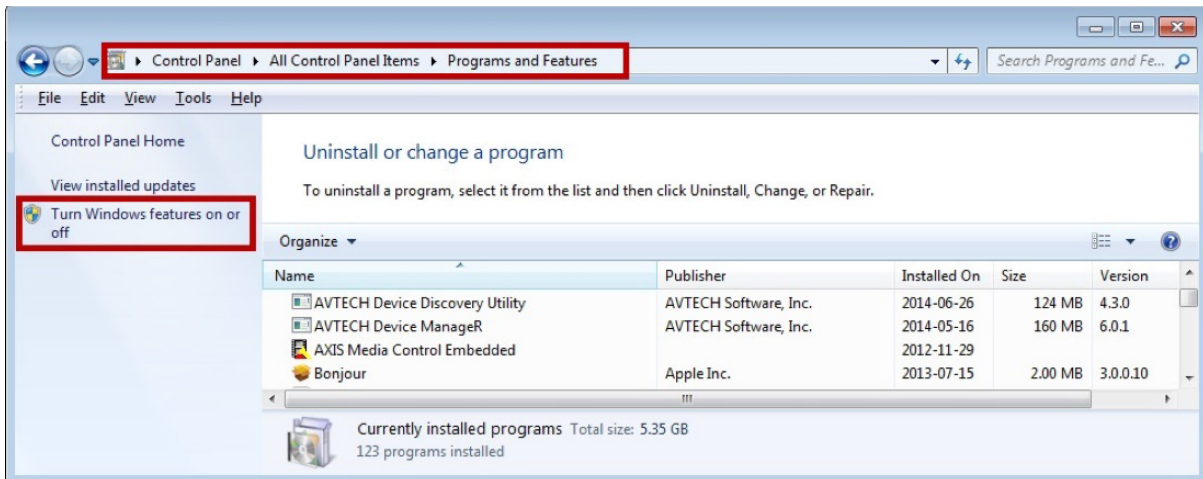 Control Panel ▸ All Control Panel Items ▸ Programs and Features
Search Programs and Fe...
File Edit View Tools Help
Control Panel Home
View installed updates
Turn Windows features on or
off
Uninstall or change a program
To uninstall a program, select it from the list and then click Uninstall, Change, or Repair.
Organize
Name Publisher Installed On Size Version
AVTECH Device Discovery Utility AVTECH Software, Inc. 2014-06-26 124 MB 4.3.0
AVTECH Device ManageR AVTECH Software, Inc. 2014-05-16 160 MB 6.0.1
AXIS Media Control Embedded 2012-11-29
Bonjour Apple Inc. 2013-07-15 2.00 MB 3.0.0.10
Currently installed programs Total size: 5.35 GB
123 programs installed